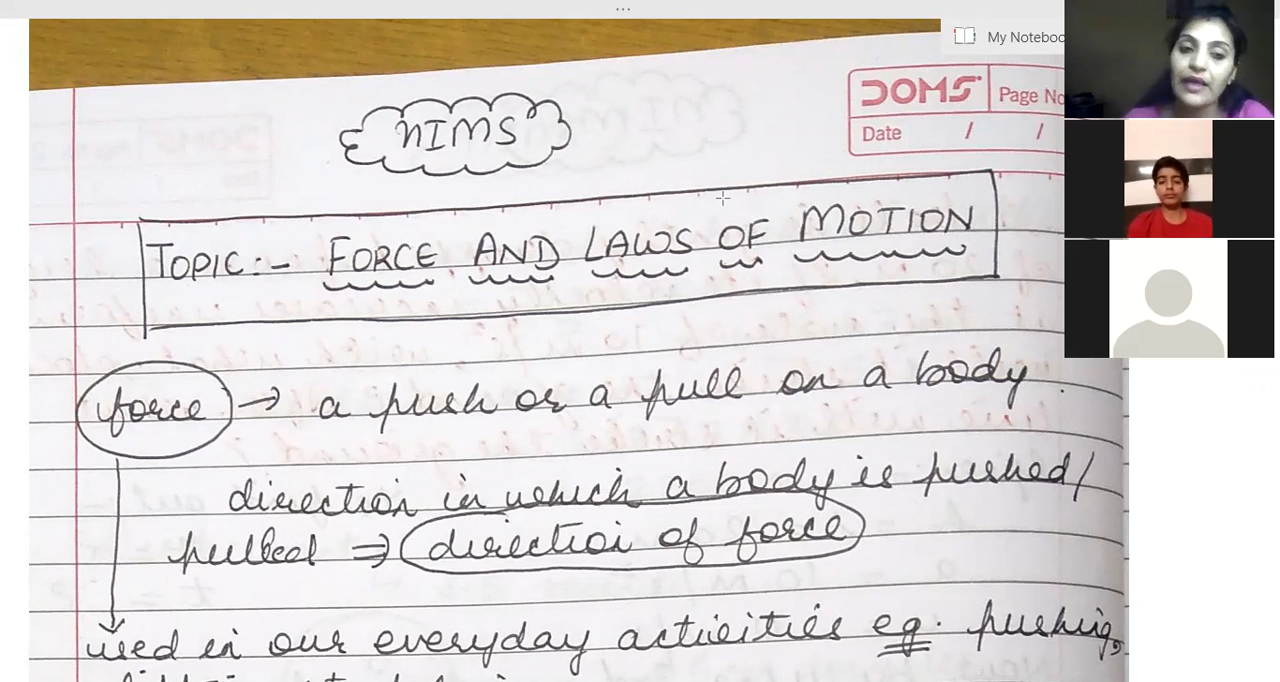 ...
My Noteboo
NIMS
DOMS Page No
Date / /
TOPIC:- FORCE AND LAWS OF MOTION
force → a push or a pull on a body.
direction in which a body is pushed/
pulled ⇒ direction of force
used in our everyday activities eg. pushing,